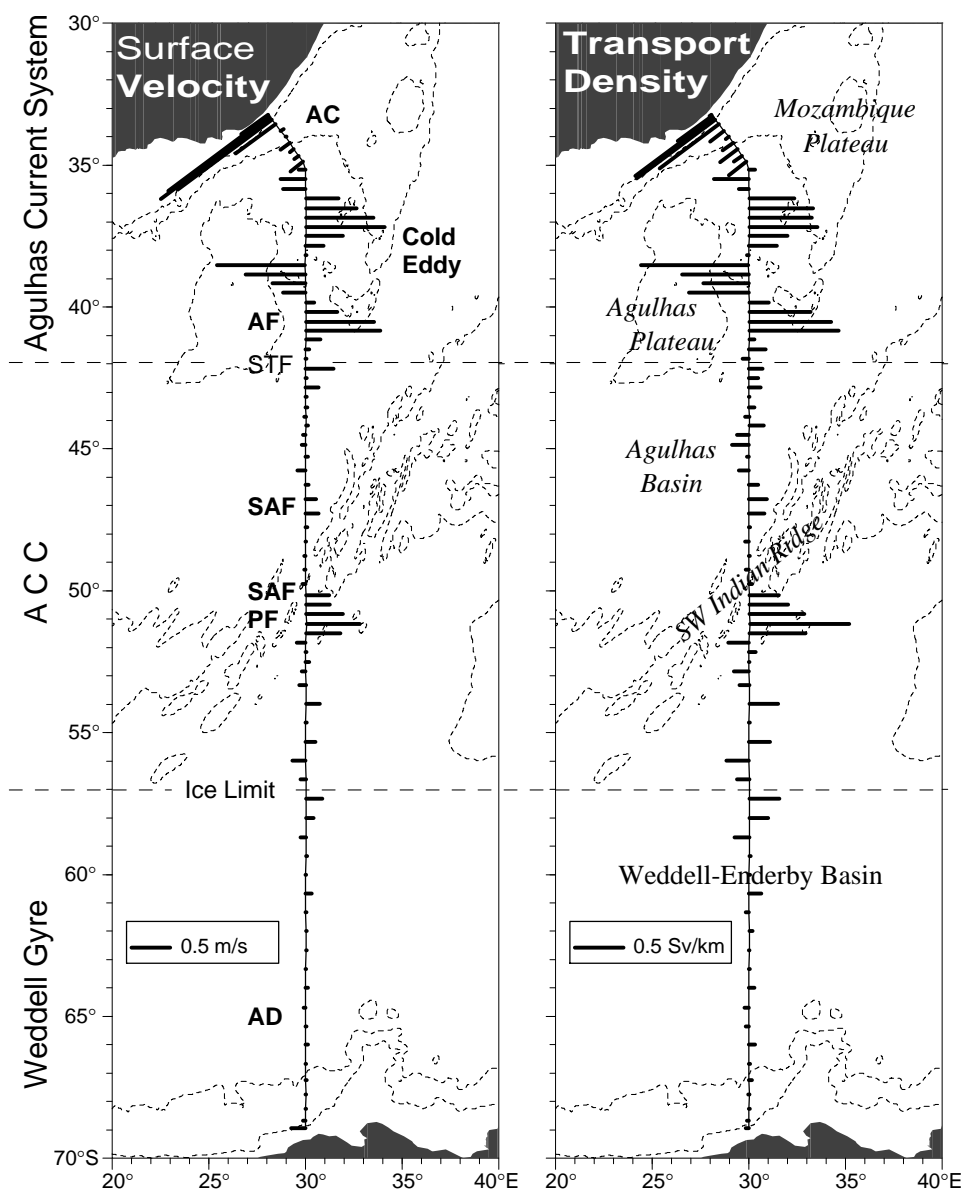 30°
35°
40°
45°
50°
55°
60°
65°
70°S
Agulhas Current System
A C C
Weddell Gyre
Surface
Velocity
AC
Cold
Eddy
AF
STF
SAF
SAF
PF
Ice Limit
0.5 m/s
AD
20°
25°
30°
35°
40°E
Transport
Density
Mozambique
Plateau
Agulhas
Plateau
Agulhas
Basin
SW Indian Ridge
Weddell-Enderby Basin
0.5 Sv/km
20°
25°
30°
35°
40°E